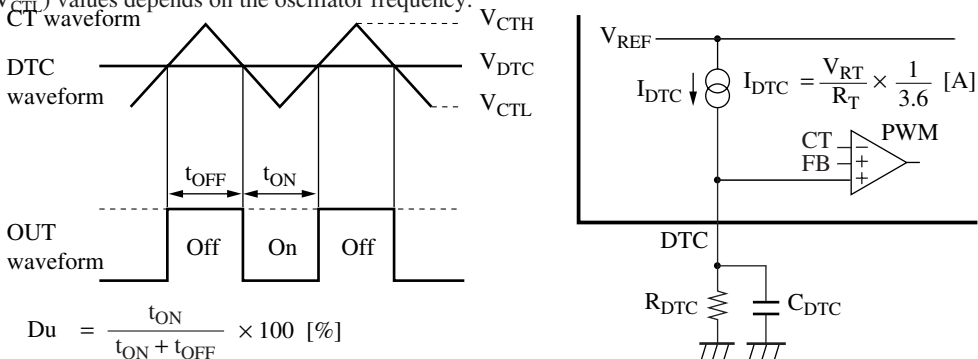 V_CTL) values depends on the oscillator frequency.
CT waveform
V_CTH
DTC
waveform
V_DTC
V_CTL
t_OFF
t_ON
OUT
waveform
Off
On
Off
Du = t_ON / (t_ON + t_OFF) × 100 [%]
V_REF
I_DTC
I_DTC = V_RT / R_T × 1 / 3.6 [A]
PWM
CT
FB
−
+
+
DTC
R_DTC
C_DTC